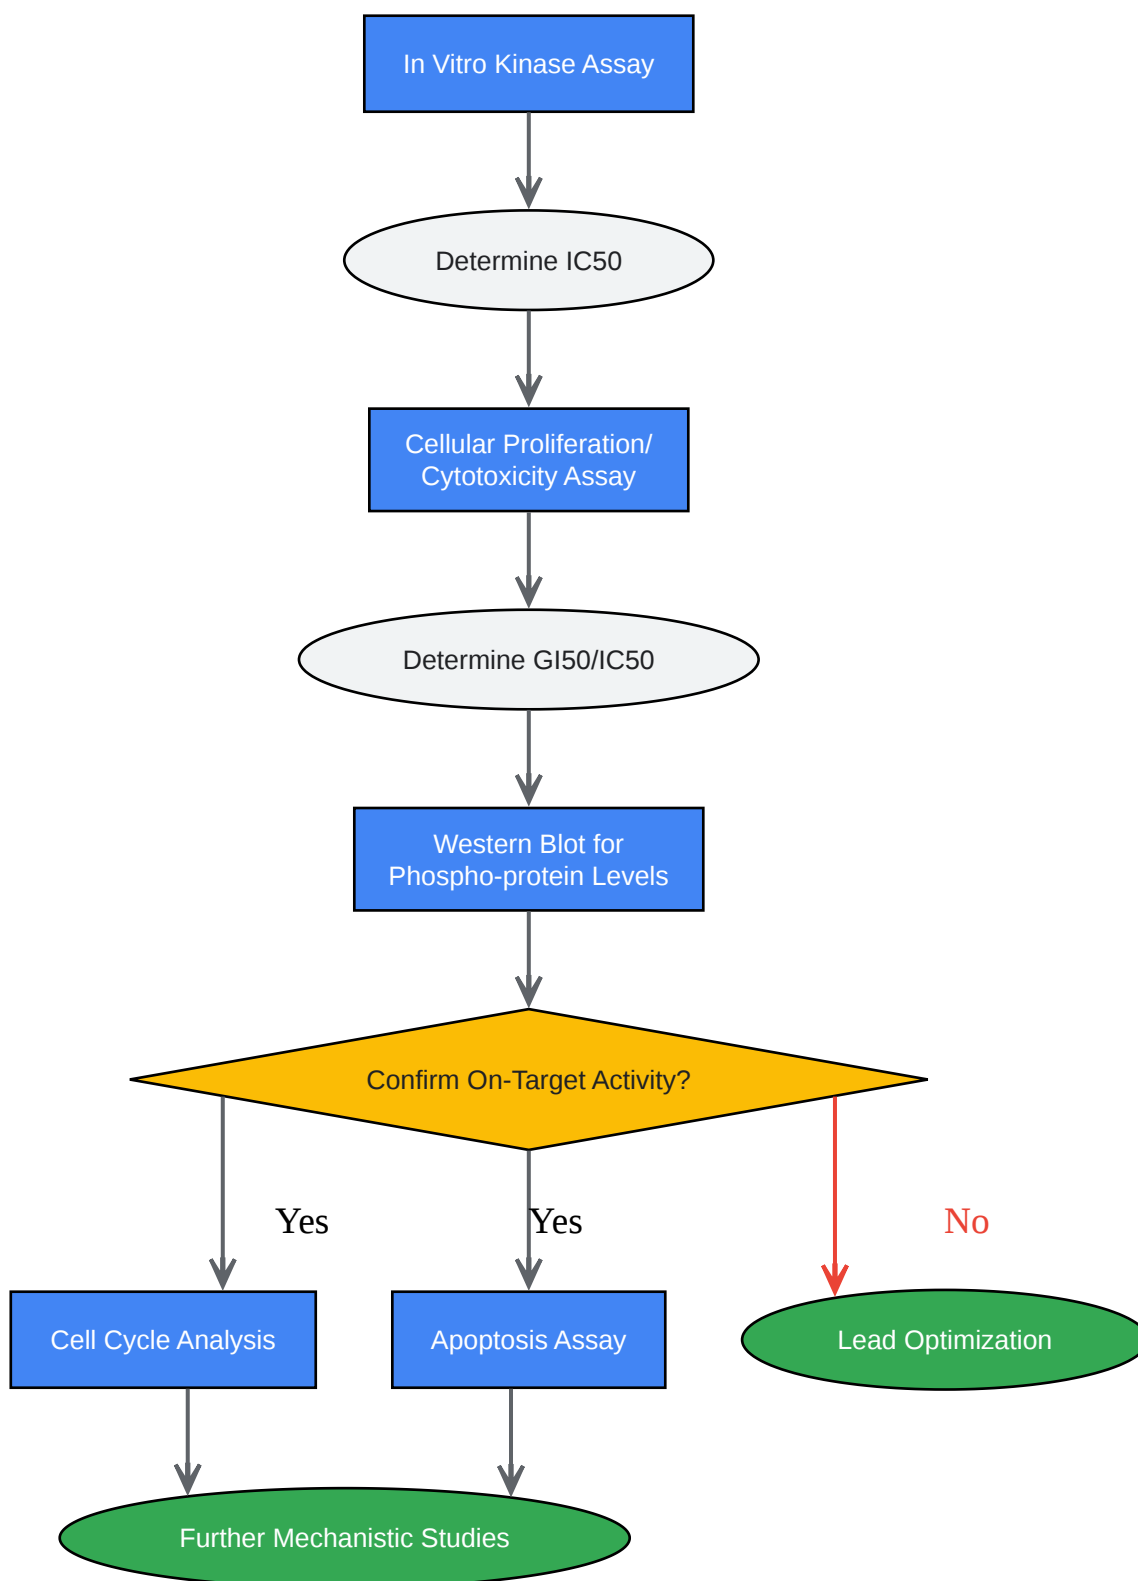 In Vitro Kinase Assay
Determine IC50
Cellular Proliferation/
Cytotoxicity Assay
Determine GI50/IC50
Western Blot for
Phospho-protein Levels
Confirm On-Target Activity?
Yes
Yes
No
Cell Cycle Analysis
Apoptosis Assay
Lead Optimization
Further Mechanistic Studies